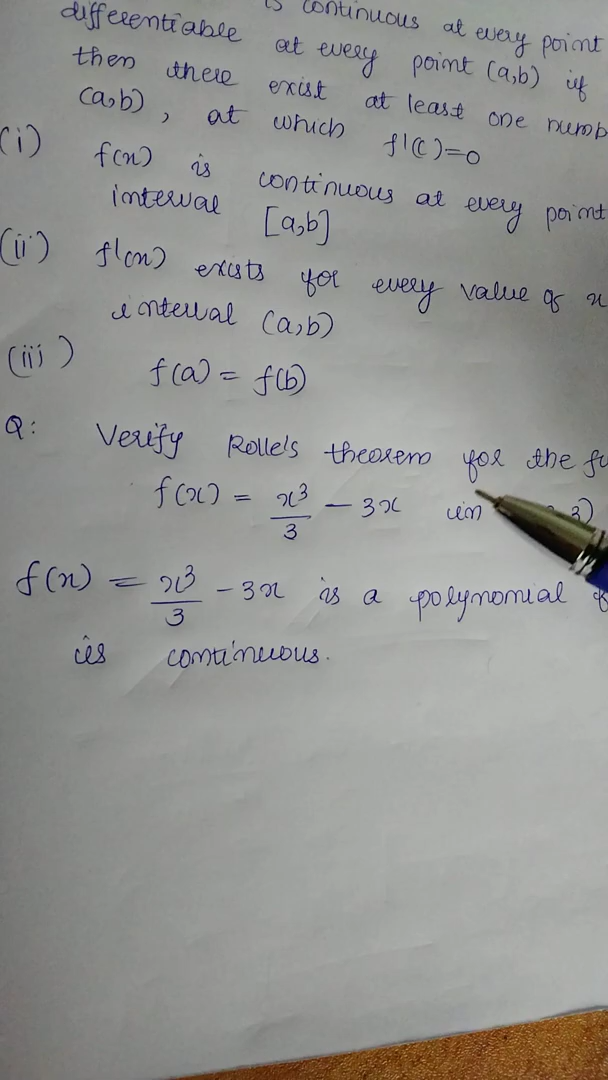 is continuous at every point
differentiable at every point (a,b) if
then there exist at least one numb
(a,b), at which f'(c)=0
(i) f(x) is continuous at every point
interval [a,b]
(ii) f'(x) exists for every value of x
interval (a,b)
(iii) f(a) = f(b)
Q: Verify Rolle's theorem for the fu
f(x) = x³/3 - 3x in 3)
f(x) = x³/3 - 3x is a polynomial
is continuous.